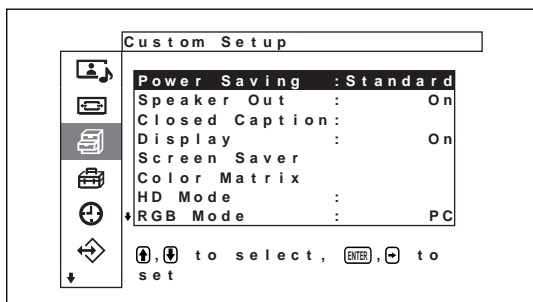 Custom Setup
Power Saving :Standard
Speaker Out : On
Closed Caption:
Display : On
Screen Saver
Color Matrix
HD Mode :
RGB Mode : PC
, to select, ENTER, to
set